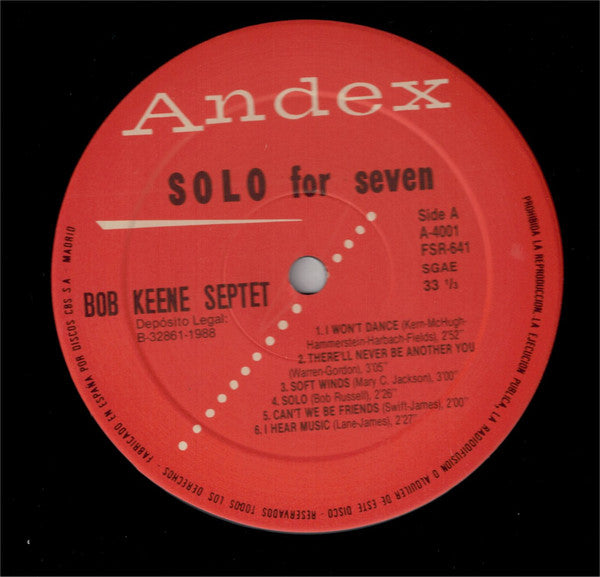 Andex
SOLO for seven
Side A
A-4001
FSR-641
SGAE
33 ⅓
BOB KEENE SEPTET
Depósito Legal:
B-32861-1988
1. I WON'T DANCE (Kern-McHugh-
Hammerstein-Harbach-Fields), 2'52"
2. THERE'LL NEVER BE ANOTHER YOU
(Warren-Gordon), 3'05"
3. SOFT WINDS (Mary C. Jackson), 3'00"
4. SOLO (Bob Russell), 2'26"
5. CAN'T WE BE FRIENDS (Swift-James), 2'00"
6. I HEAR MUSIC (Lane-James), 2'27"
PROHIBIDA LA REPRODUCCION, LA EJECUCION PUBLICA, LA RADIODIFUSION O ALQUILER DE ESTE DISCO - RESERVADOS TODOS LOS DERECHOS - FABRICADO EN ESPAÑA POR DISCOS CBS S.A - MADRID